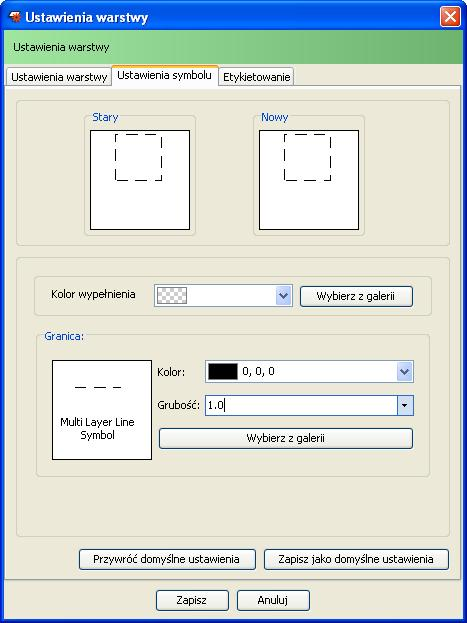 Ustawienia warstwy
Ustawienia warstwy
Ustawienia warstwy Ustawienia symbolu Etykietowanie
Stary Nowy
Kolor wypełnienia Wybierz z galerii
Granica:
Kolor: 0, 0, 0
Grubość: 1.0
Multi Layer Line
Symbol
Wybierz z galerii
Przywróć domyślne ustawienia Zapisz jako domyślne ustawienia
Zapisz Anuluj